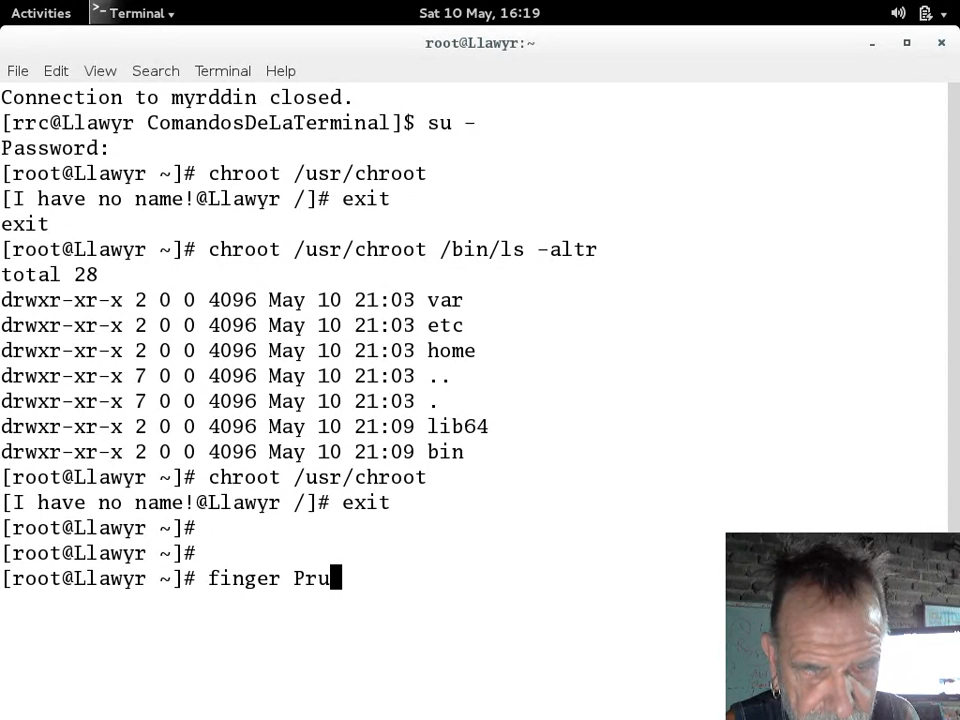 Activities
Terminal
Sat 10 May, 16:19
root@Llawyr:~
File Edit View Search Terminal Help
Connection to myrddin closed.
[rrc@Llawyr ComandosDeLaTerminal]$ su -
Password:
[root@Llawyr ~]# chroot /usr/chroot
[I have no name!@Llawyr /]# exit
exit
[root@Llawyr ~]# chroot /usr/chroot /bin/ls -altr
total 28
drwxr-xr-x 2 0 0 4096 May 10 21:03 var
drwxr-xr-x 2 0 0 4096 May 10 21:03 etc
drwxr-xr-x 2 0 0 4096 May 10 21:03 home
drwxr-xr-x 7 0 0 4096 May 10 21:03 ..
drwxr-xr-x 7 0 0 4096 May 10 21:03 .
drwxr-xr-x 2 0 0 4096 May 10 21:09 lib64
drwxr-xr-x 2 0 0 4096 May 10 21:09 bin
[root@Llawyr ~]# chroot /usr/chroot
[I have no name!@Llawyr /]# exit
[root@Llawyr ~]#
[root@Llawyr ~]#
[root@Llawyr ~]# finger Pru